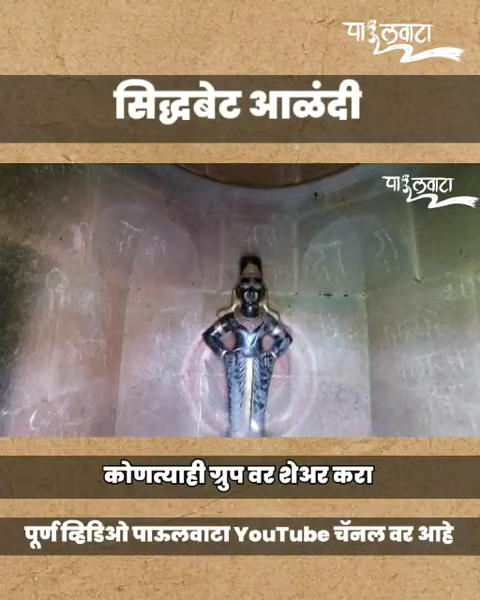 पाऊलवाटा
सिद्धबेट आळंदी
पाऊलवाटा
कोणत्याही ग्रुप वर शेअर करा
पूर्ण व्हिडिओ पाऊलवाटा YouTube चॅनल वर आहे